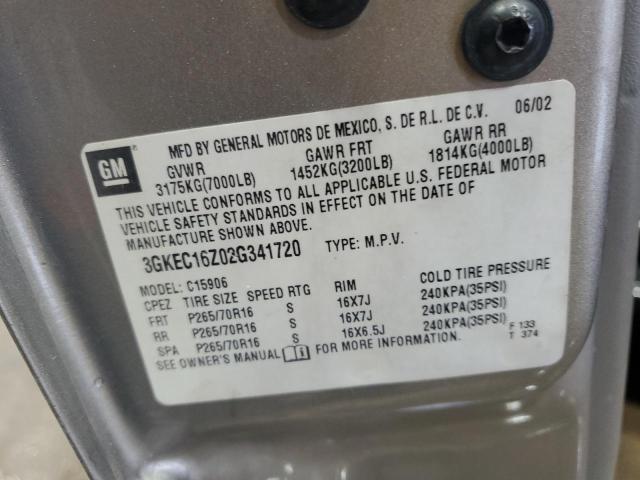 GM
MFD BY GENERAL MOTORS DE MEXICO, S. DE R.L. DE C.V. 06/02
GVWR GAWR FRT GAWR RR
3175KG(7000LB) 1452KG(3200LB) 1814KG(4000LB)
THIS VEHICLE CONFORMS TO ALL APPLICABLE U.S. FEDERAL MOTOR
VEHICLE SAFETY STANDARDS IN EFFECT ON THE DATE OF
MANUFACTURE SHOWN ABOVE.
3GKEC16Z02G341720 TYPE: M.P.V.
MODEL: C15906
CPEZ TIRE SIZE SPEED RTG RIM COLD TIRE PRESSURE
FRT P265/70R16 S 16X7J 240KPA(35PSI)
RR P265/70R16 S 16X7J 240KPA(35PSI)
SPA P265/70R16 S 16X6.5J 240KPA(35PSI)
SEE OWNER'S MANUAL FOR MORE INFORMATION.
F 133
T 374